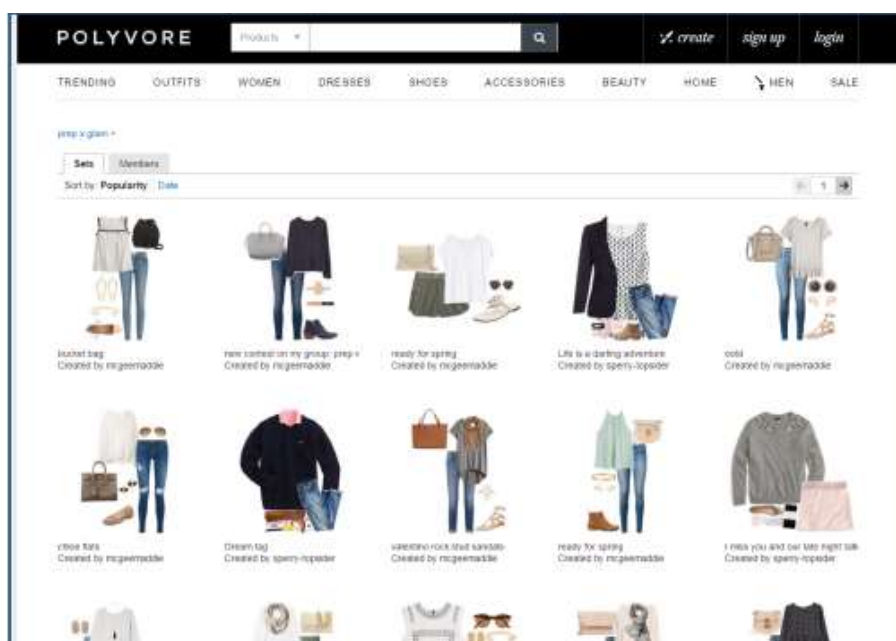 POLYVORE
Products
create
sign up
login
TRENDING OUTFITS WOMEN DRESSES SHOES ACCESSORIES BEAUTY HOME MEN SALE
prep x glam
Sets Members
Sort by: Popularity Date
1
bucket bag
Created by mcgeemaddie
new contest on my group: prep x
Created by mcgeemaddie
ready for spring
Created by mcgeemaddie
Life is a darling adventure
Created by sperry-topsider
Created by mcgeemaddie
chloe flats
Created by mcgeemaddie
Dream tag
Created by sperry-topsider
valentino rock stud sandals
Created by mcgeemaddie
ready for spring
Created by mcgeemaddie
I miss you and our late night talk
Created by sperry-topsider